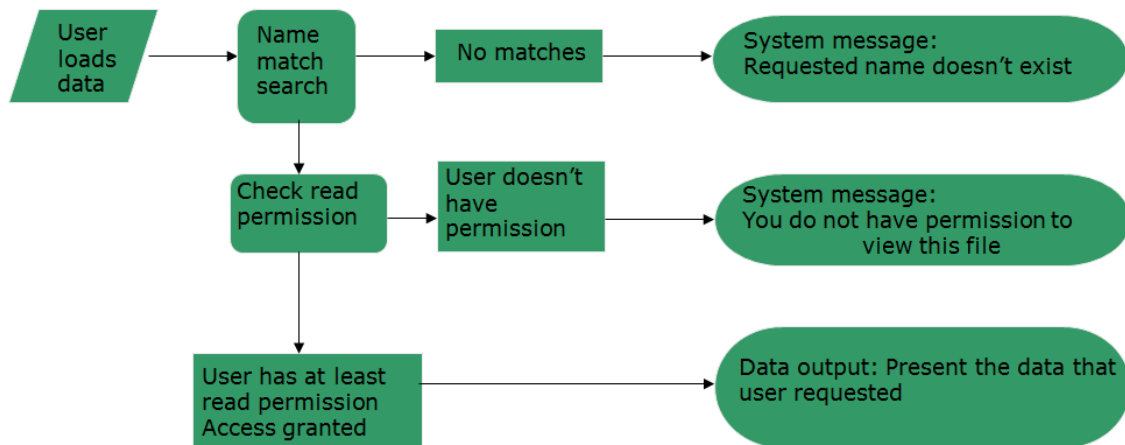 User
loads
data
Name
match
search
No matches
System message:
Requested name doesn't exist
Check read
permission
User doesn't
have
permission
System message:
You do not have permission to
view this file
User has at least
read permission
Access granted
Data output: Present the data that
user requested